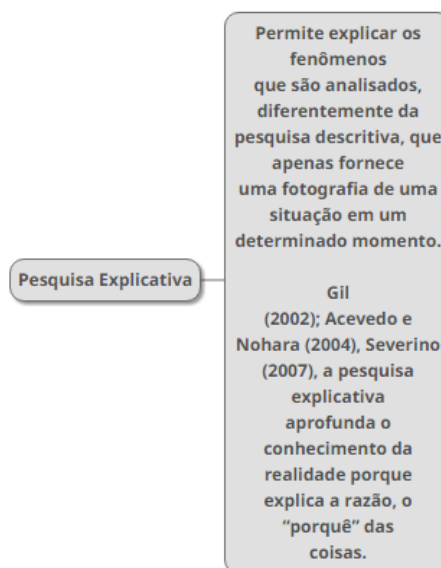 Pesquisa Explicativa
Permite explicar os
fenômenos
que são analisados,
diferentemente da
pesquisa descritiva, que
apenas fornece
uma fotografia de uma
situação em um
determinado momento.
Gil
(2002); Acevedo e
Nohara (2004), Severino
(2007), a pesquisa
explicativa
aprofunda o
conhecimento da
realidade porque
explica a razão, o
“porquê” das
coisas.